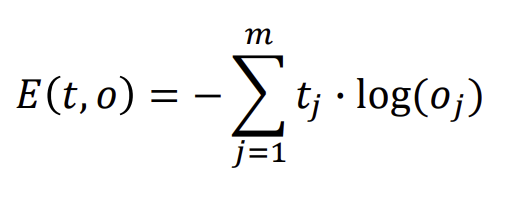 E(t, o) = − ∑_{j=1}^{m} t_j · log(o_j)